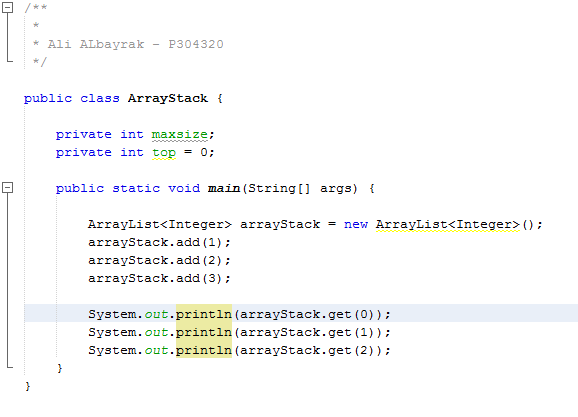 /**
*
* Ali ALbayrak - P304320
*/
public class ArrayStack {
private int maxsize;
private int top = 0;
public static void main(String[] args) {
ArrayList<Integer> arrayStack = new ArrayList<Integer>();
arrayStack.add(1);
arrayStack.add(2);
arrayStack.add(3);
System.out.println(arrayStack.get(0));
System.out.println(arrayStack.get(1));
System.out.println(arrayStack.get(2));
}
}